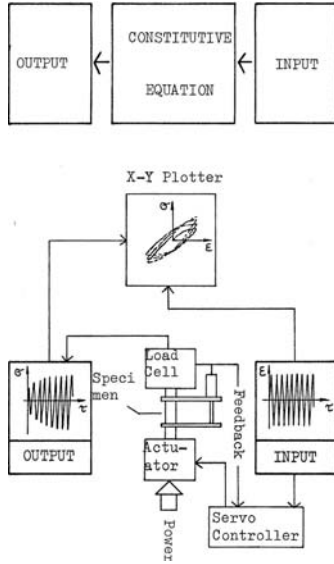 OUTPUT
CONSTITUTIVE
EQUATION
INPUT
X-Y Plotter
σ
ε
σ
τ
OUTPUT
Speci
men
Load
Cell
Actu-
ator
Power
Feedback
ε
τ
INPUT
Servo
Controller